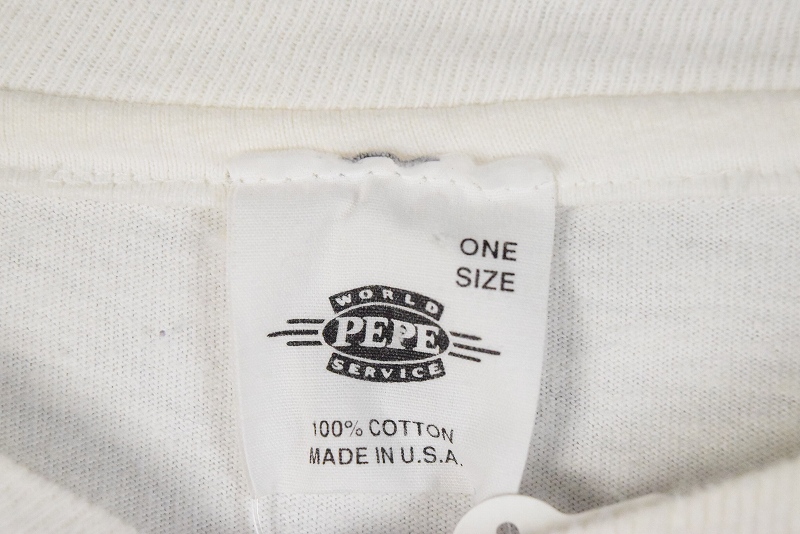 ONE
SIZE
WORLD
PEPE
SERVICE
100% COTTON
MADE IN U.S.A.